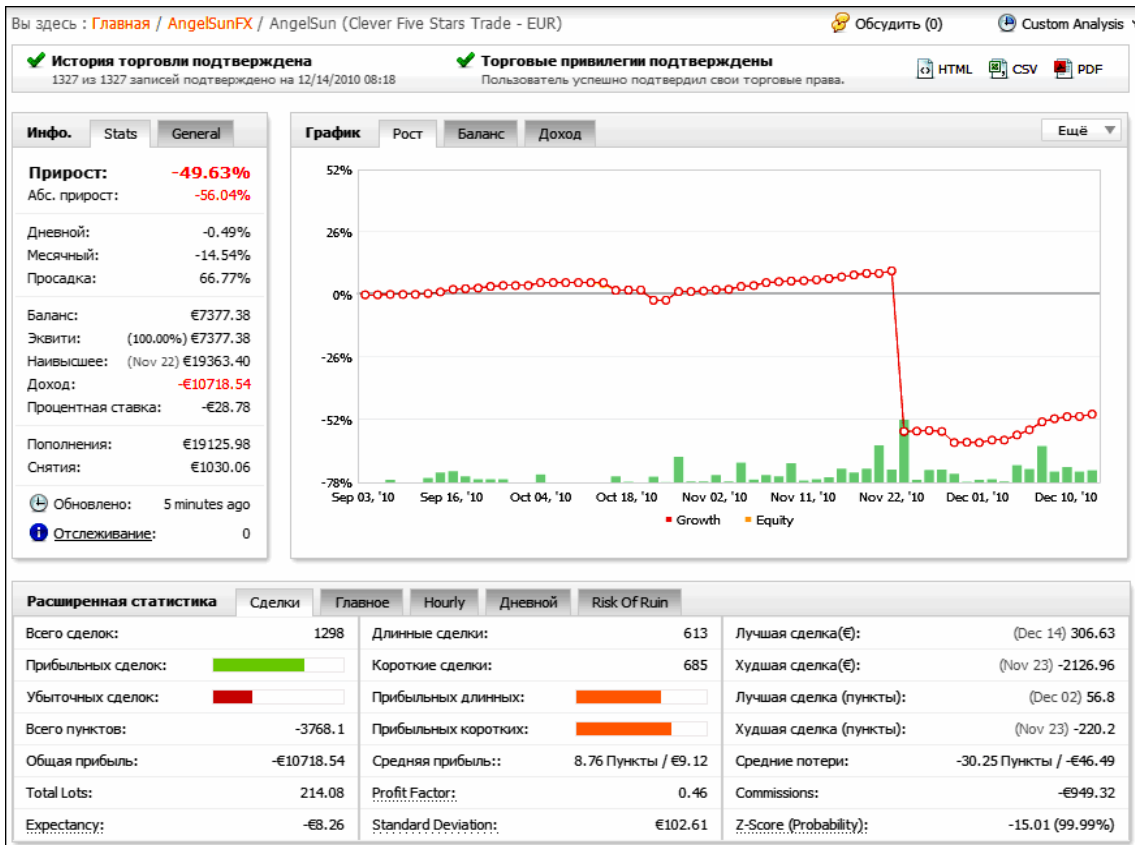 Вы здесь : Главная / AngelSunFX / AngelSun (Clever Five Stars Trade - EUR)
Обсудить (0)
Custom Analysis
История торговли подтверждена
1327 из 1327 записей подтверждено на 12/14/2010 08:18
Торговые привилегии подтверждены
Пользователь успешно подтвердил свои торговые права.
HTML
CSV
PDF
Инфо. Stats General
Прирост: -49.63%
Абс. прирост: -56.04%
Дневной: -0.49%
Месячный: -14.54%
Просадка: 66.77%
Баланс: €7377.38
Эквити: (100.00%) €7377.38
Наивысшее: (Nov 22) €19363.40
Доход: -€10718.54
Процентная ставка: -€28.78
Пополнения: €19125.98
Снятия: €1030.06
Обновлено: 5 minutes ago
Отслеживание: 0
График Рост Баланс Доход Ещё
52%
26%
0%
-26%
-52%
-78%
Sep 03, '10 Sep 16, '10 Oct 04, '10 Oct 18, '10 Nov 02, '10 Nov 11, '10 Nov 22, '10 Dec 01, '10 Dec 10, '10
Growth Equity
Расширенная статистика Сделки Главное Hourly Дневной Risk Of Ruin
Всего сделок: 1298 Длинные сделки: 613 Лучшая сделка(€): (Dec 14) 306.63
Прибыльных сделок: Короткие сделки: 685 Худшая сделка(€): (Nov 23) -2126.96
Убыточных сделок: Прибыльных длинных: Лучшая сделка (пункты): (Dec 02) 56.8
Всего пунктов: -3768.1 Прибыльных коротких: Худшая сделка (пункты): (Nov 23) -220.2
Общая прибыль: -€10718.54 Средняя прибыль:: 8.76 Пункты / €9.12 Средние потери: -30.25 Пункты / -€46.49
Total Lots: 214.08 Profit Factor: 0.46 Commissions: -€949.32
Expectancy: -€8.26 Standard Deviation: €102.61 Z-Score (Probability): -15.01 (99.99%)